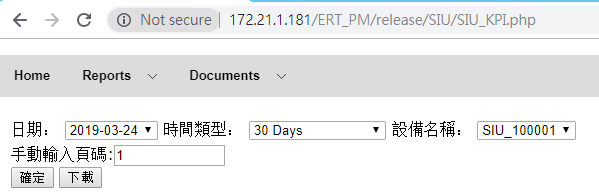 Not secure | 172.21.1.181/ERT_PM/release/SIU/SIU_KPI.php
Home Reports Documents
日期： 2019-03-24 時間類型： 30 Days 設備名稱： SIU_100001
手動輸入頁碼:1
確定 下載